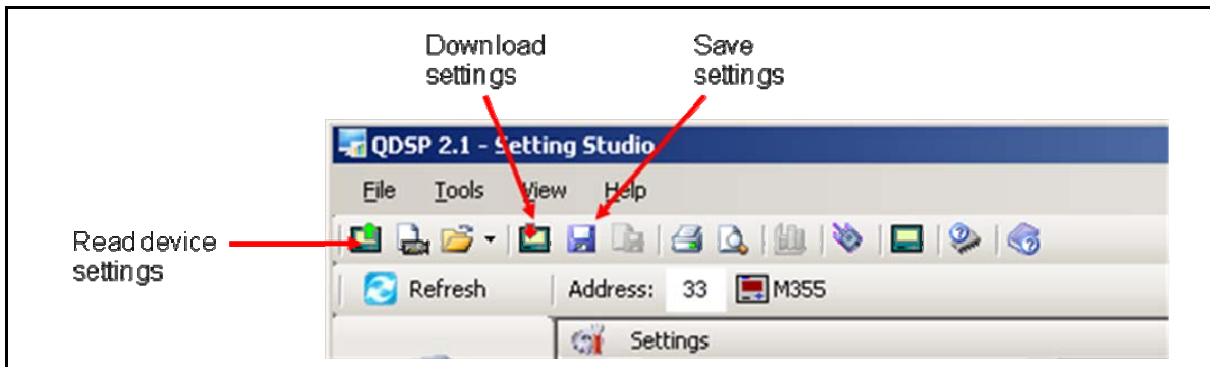 Download
settings
Save
settings
QDSP 2.1 - Setting Studio
File Tools View Help
Read device
settings
Refresh Address: 33 M355
Settings